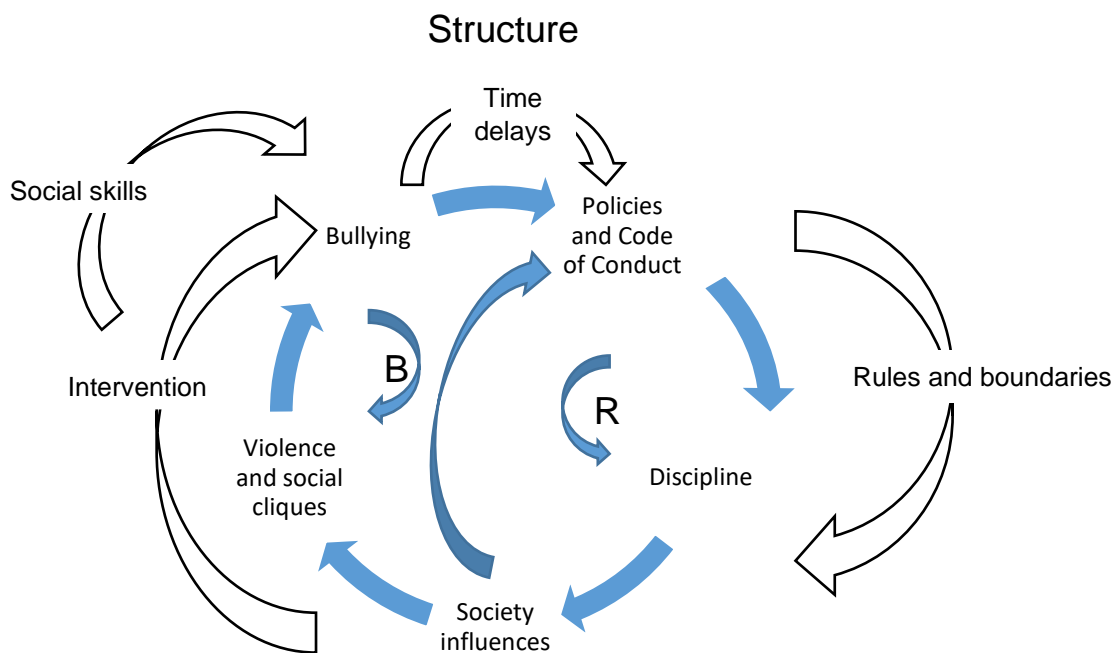 Structure
Time
delays
Social skills
Policies
and Code
of Conduct
Bullying
B
Intervention
Rules and boundaries
R
Violence
and social
cliques
Discipline
Society
influences